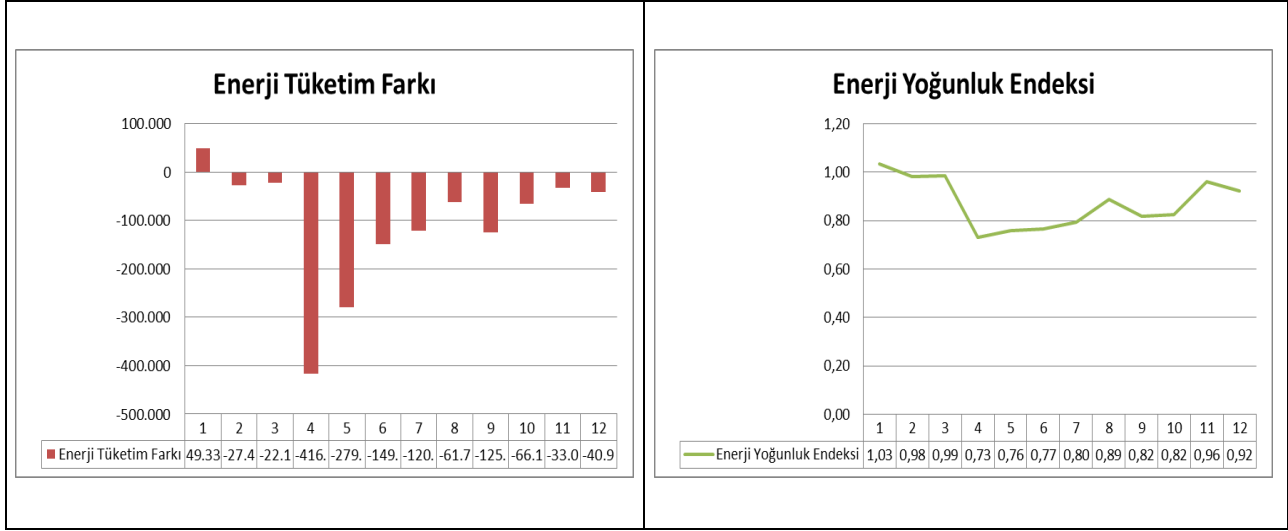 Enerji Tüketim Farkı
100.000
0
-100.000
-200.000
-300.000
-400.000
-500.000
1 2 3 4 5 6 7 8 9 10 11 12
Enerji Tüketim Farkı 49.33 -27.4 -22.1 -416. -279. -149. -120. -61.7 -125. -66.1 -33.0 -40.9
Enerji Yoğunluk Endeksi
1,20
1,00
0,80
0,60
0,40
0,20
0,00
1 2 3 4 5 6 7 8 9 10 11 12
Enerji Yoğunluk Endeksi 1,03 0,98 0,99 0,73 0,76 0,77 0,80 0,89 0,82 0,82 0,96 0,92